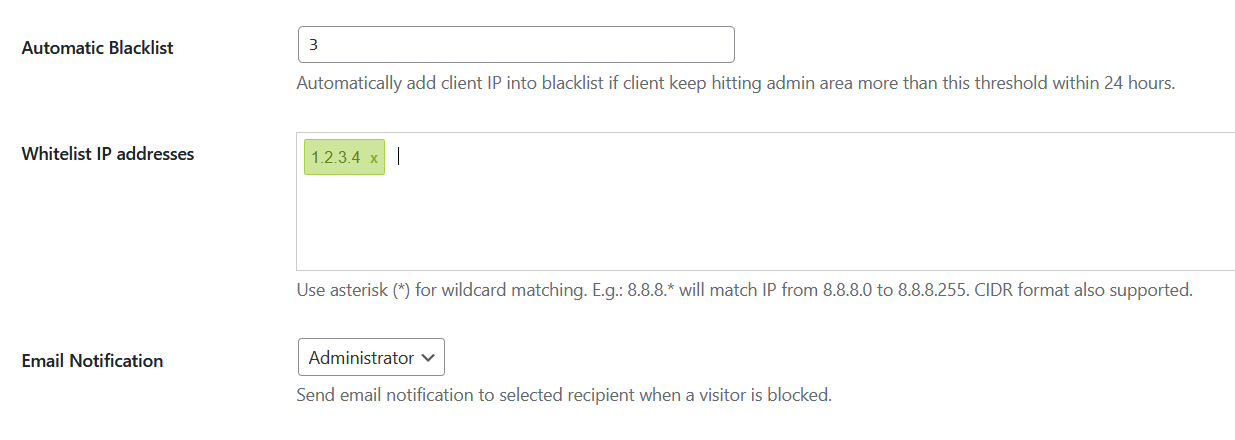 Automatic Blacklist
3
Automatically add client IP into blacklist if client keep hitting admin area more than this threshold within 24 hours.
Whitelist IP addresses
1.2.3.4 x
Use asterisk (*) for wildcard matching. E.g.: 8.8.8.* will match IP from 8.8.8.0 to 8.8.8.255. CIDR format also supported.
Email Notification
Administrator
Send email notification to selected recipient when a visitor is blocked.